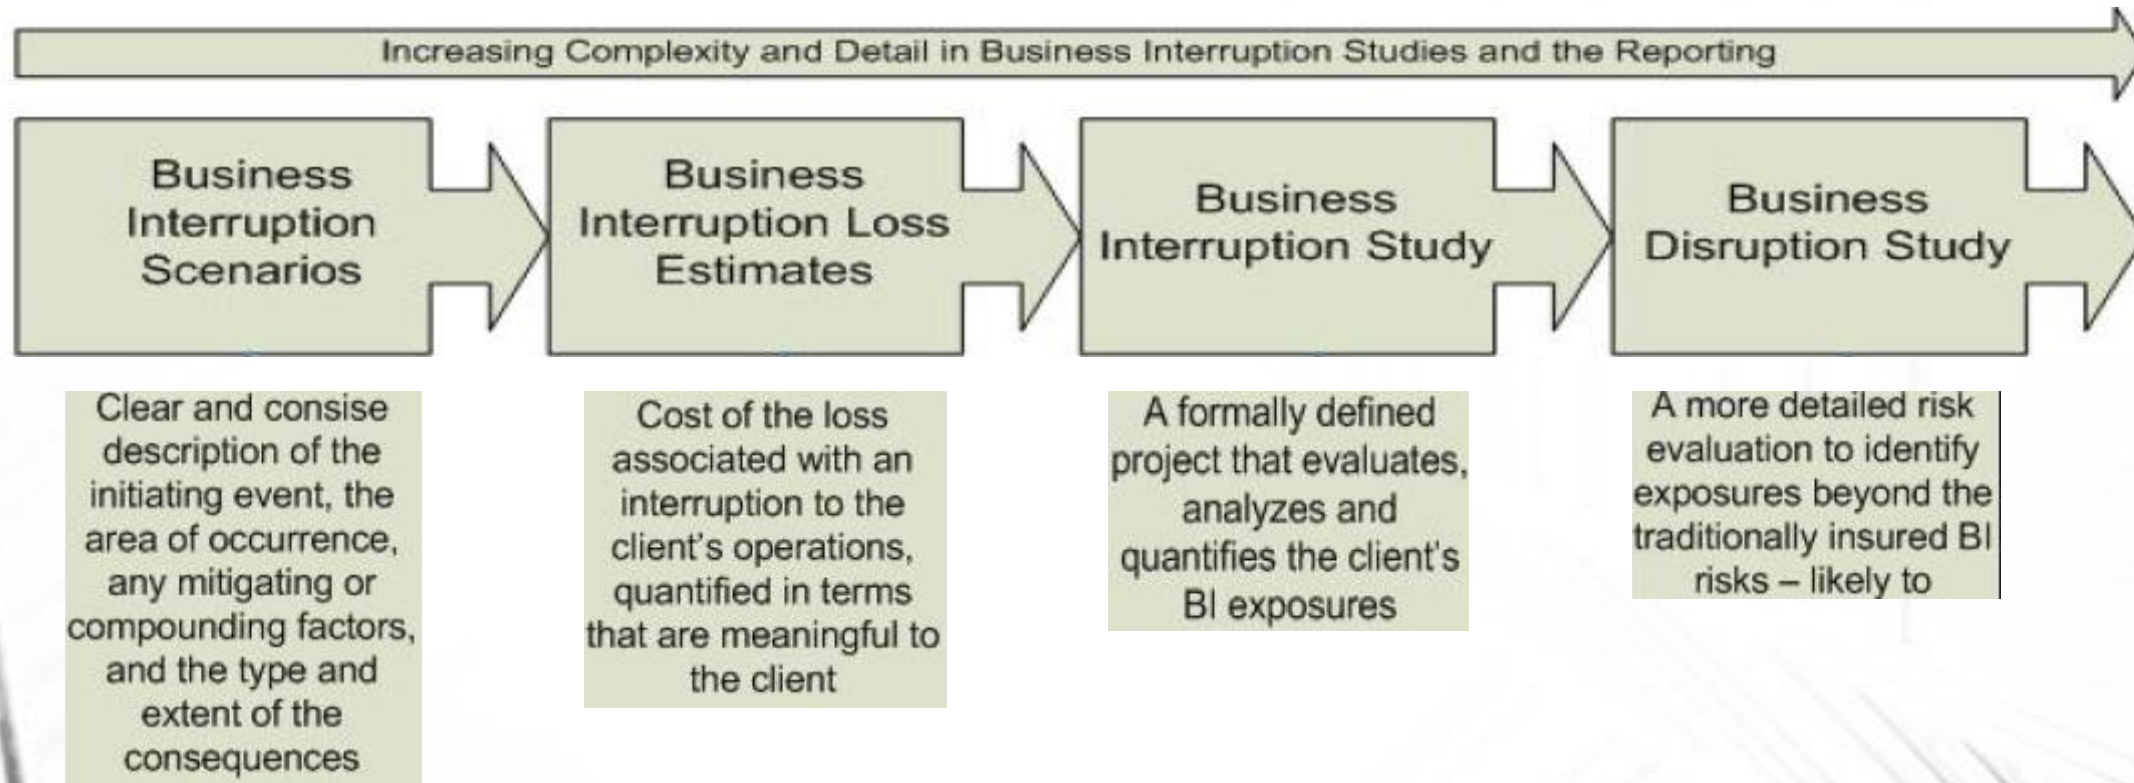 Increasing Complexity and Detail in Business Interruption Studies and the Reporting
Business
Interruption
Scenarios
Business
Interruption Loss
Estimates
Business
Interruption Study
Business
Disruption Study
Clear and consise
description of the
initiating event, the
area of occurrence,
any mitigating or
compounding factors,
and the type and
extent of the
consequences
Cost of the loss
associated with an
interruption to the
client's operations,
quantified in terms
that are meaningful to
the client
A formally defined
project that evaluates,
analyzes and
quantifies the client's
BI exposures
A more detailed risk
evaluation to identify
exposures beyond the
traditionally insured BI
risks – likely to